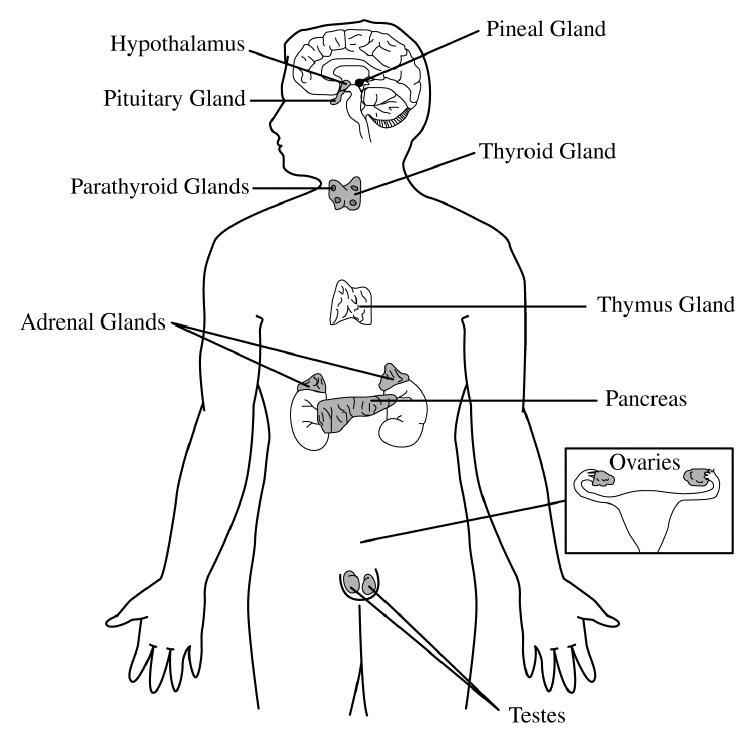 Hypothalamus
Pineal Gland
Pituitary Gland
Thyroid Gland
Parathyroid Glands
Thymus Gland
Adrenal Glands
Pancreas
Ovaries
Testes